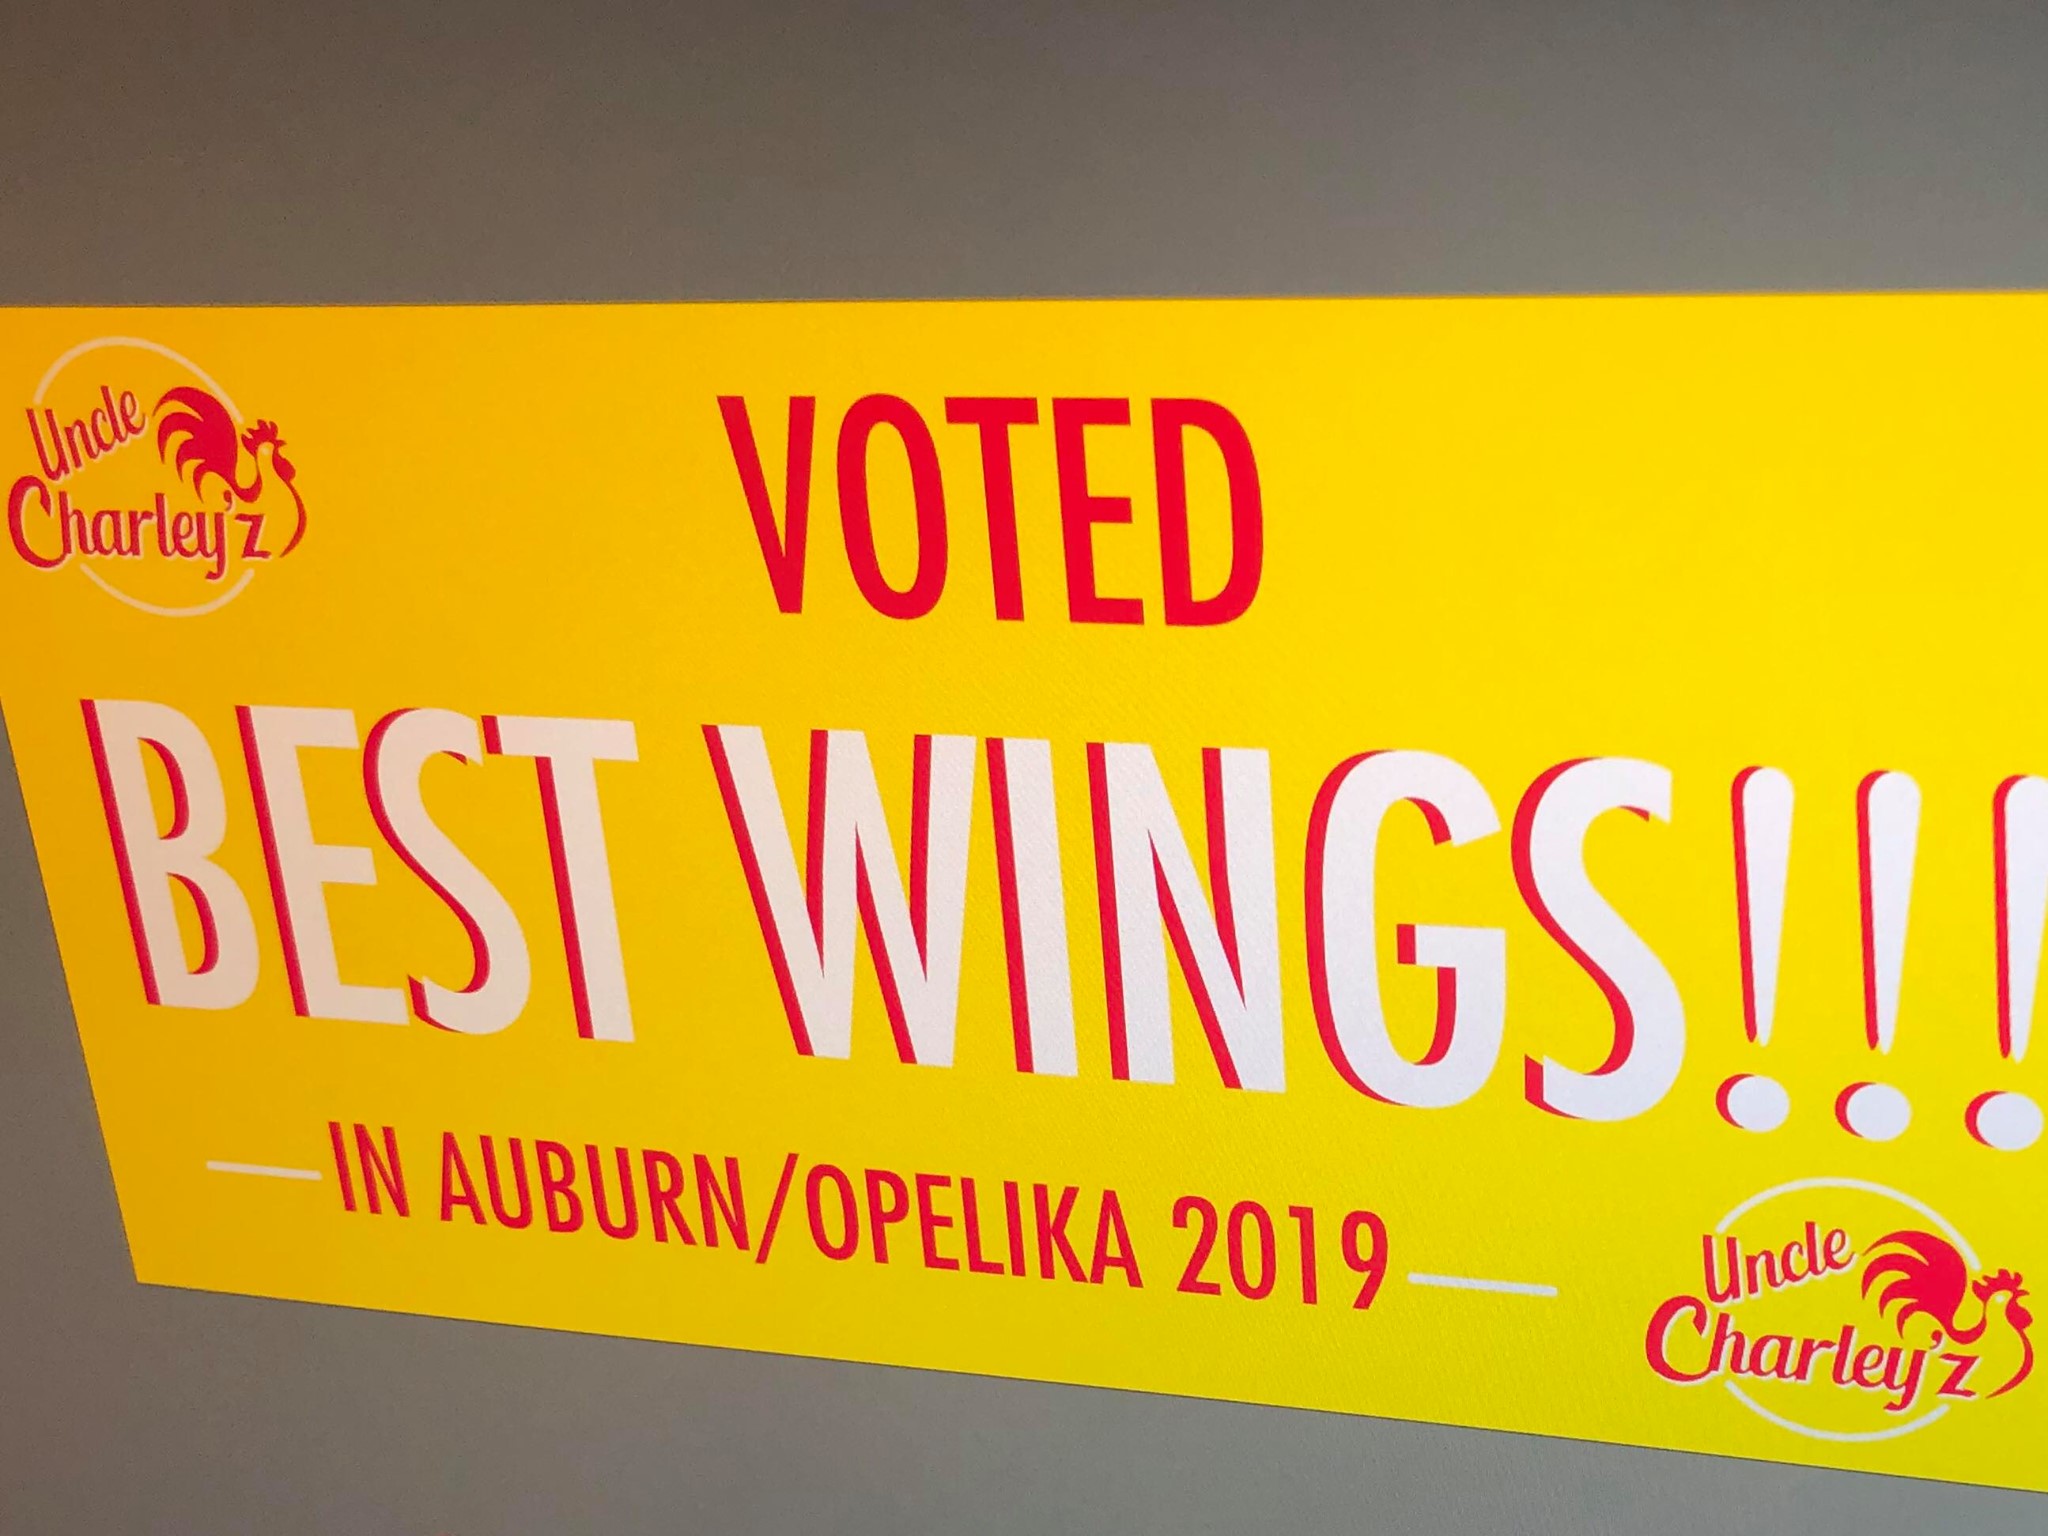 Uncle
Charley'z
VOTED
BEST WINGS!!!
IN AUBURN/OPELIKA 2019
Uncle
Charley'z